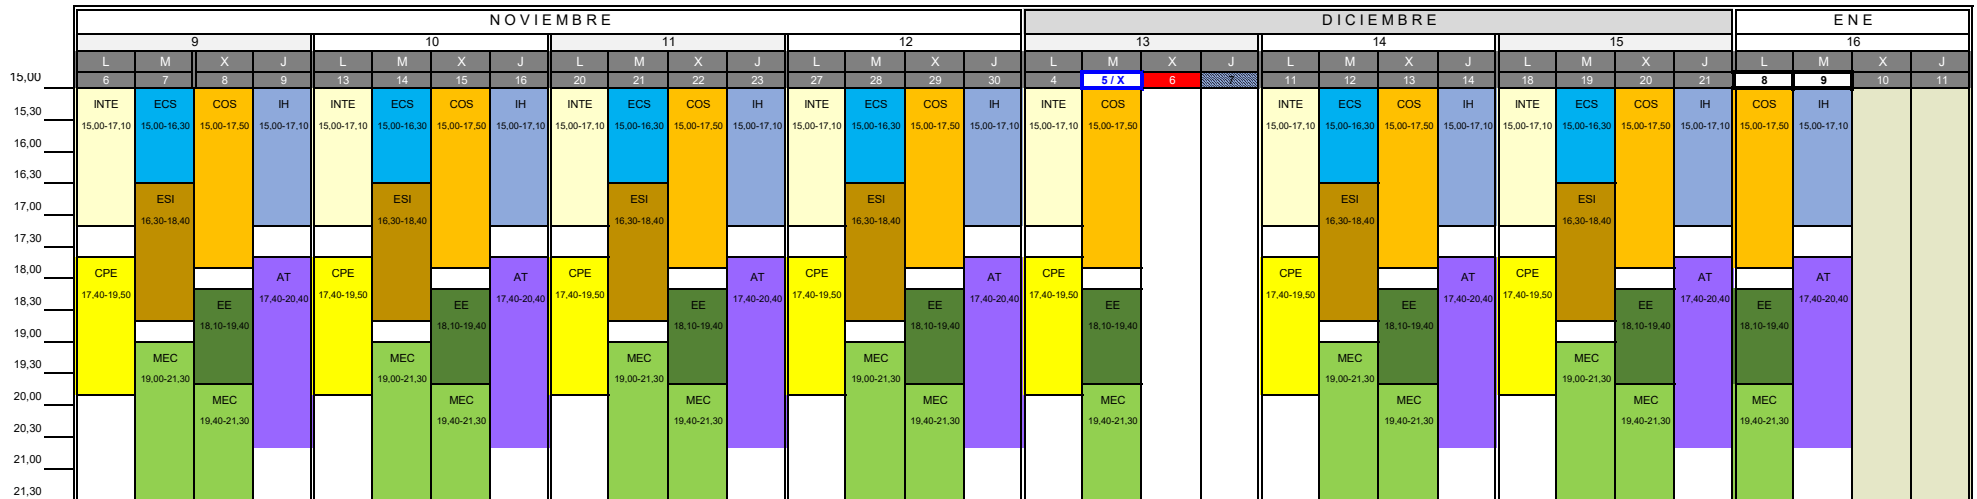 NOVIEMBRE DICIEMBRE ENE
9 10 11 12 13 14 15 16
L M X J L M X J L M X J L M X J L M X J L M X J L M X J L M X J
15,00 6 7 8 9 13 14 15 16 20 21 22 23 27 28 29 30 4 5 / X 6 7 11 12 13 14 18 19 20 21 8 9 10 11
INTE ECS COS IH INTE ECS COS IH INTE ECS COS IH INTE ECS COS IH INTE COS INTE ECS COS IH INTE ECS COS IH COS IH
15,30
15,00-17,10 15,00-16,30 15,00-17,50 15,00-17,10 15,00-17,10 15,00-16,30 15,00-17,50 15,00-17,10 15,00-17,10 15,00-16,30 15,00-17,50 15,00-17,10 15,00-17,10 15,00-16,30 15,00-17,50 15,00-17,10 15,00-17,10 15,00-17,50 15,00-17,10 15,00-16,30 15,00-17,50 15,00-17,10 15,00-17,10 15,00-16,30 15,00-17,50 15,00-17,10 15,00-17,50 15,00-17,10
16,00
16,30
ESI ESI ESI ESI ESI ESI
17,00
16,30-18,40 16,30-18,40 16,30-18,40 16,30-18,40 16,30-18,40 16,30-18,40
17,30
18,00
CPE AT CPE AT CPE AT CPE AT CPE CPE AT CPE AT AT
17,40-19,50 17,40-20,40 17,40-19,50 17,40-20,40 17,40-19,50 17,40-20,40 17,40-19,50 17,40-20,40 17,40-19,50 17,40-19,50 17,40-20,40 17,40-19,50 17,40-20,40 17,40-20,40
18,30
EE EE EE EE EE EE EE EE
18,10-19,40 18,10-19,40 18,10-19,40 18,10-19,40 18,10-19,40 18,10-19,40 18,10-19,40 18,10-19,40
19,00
MEC MEC MEC MEC MEC MEC
19,30
19,00-21,30 19,00-21,30 19,00-21,30 19,00-21,30 19,00-21,30 19,00-21,30
20,00
MEC MEC MEC MEC MEC MEC MEC MEC
19,40-21,30 19,40-21,30 19,40-21,30 19,40-21,30 19,40-21,30 19,40-21,30 19,40-21,30 19,40-21,30
20,30
21,00
21,30